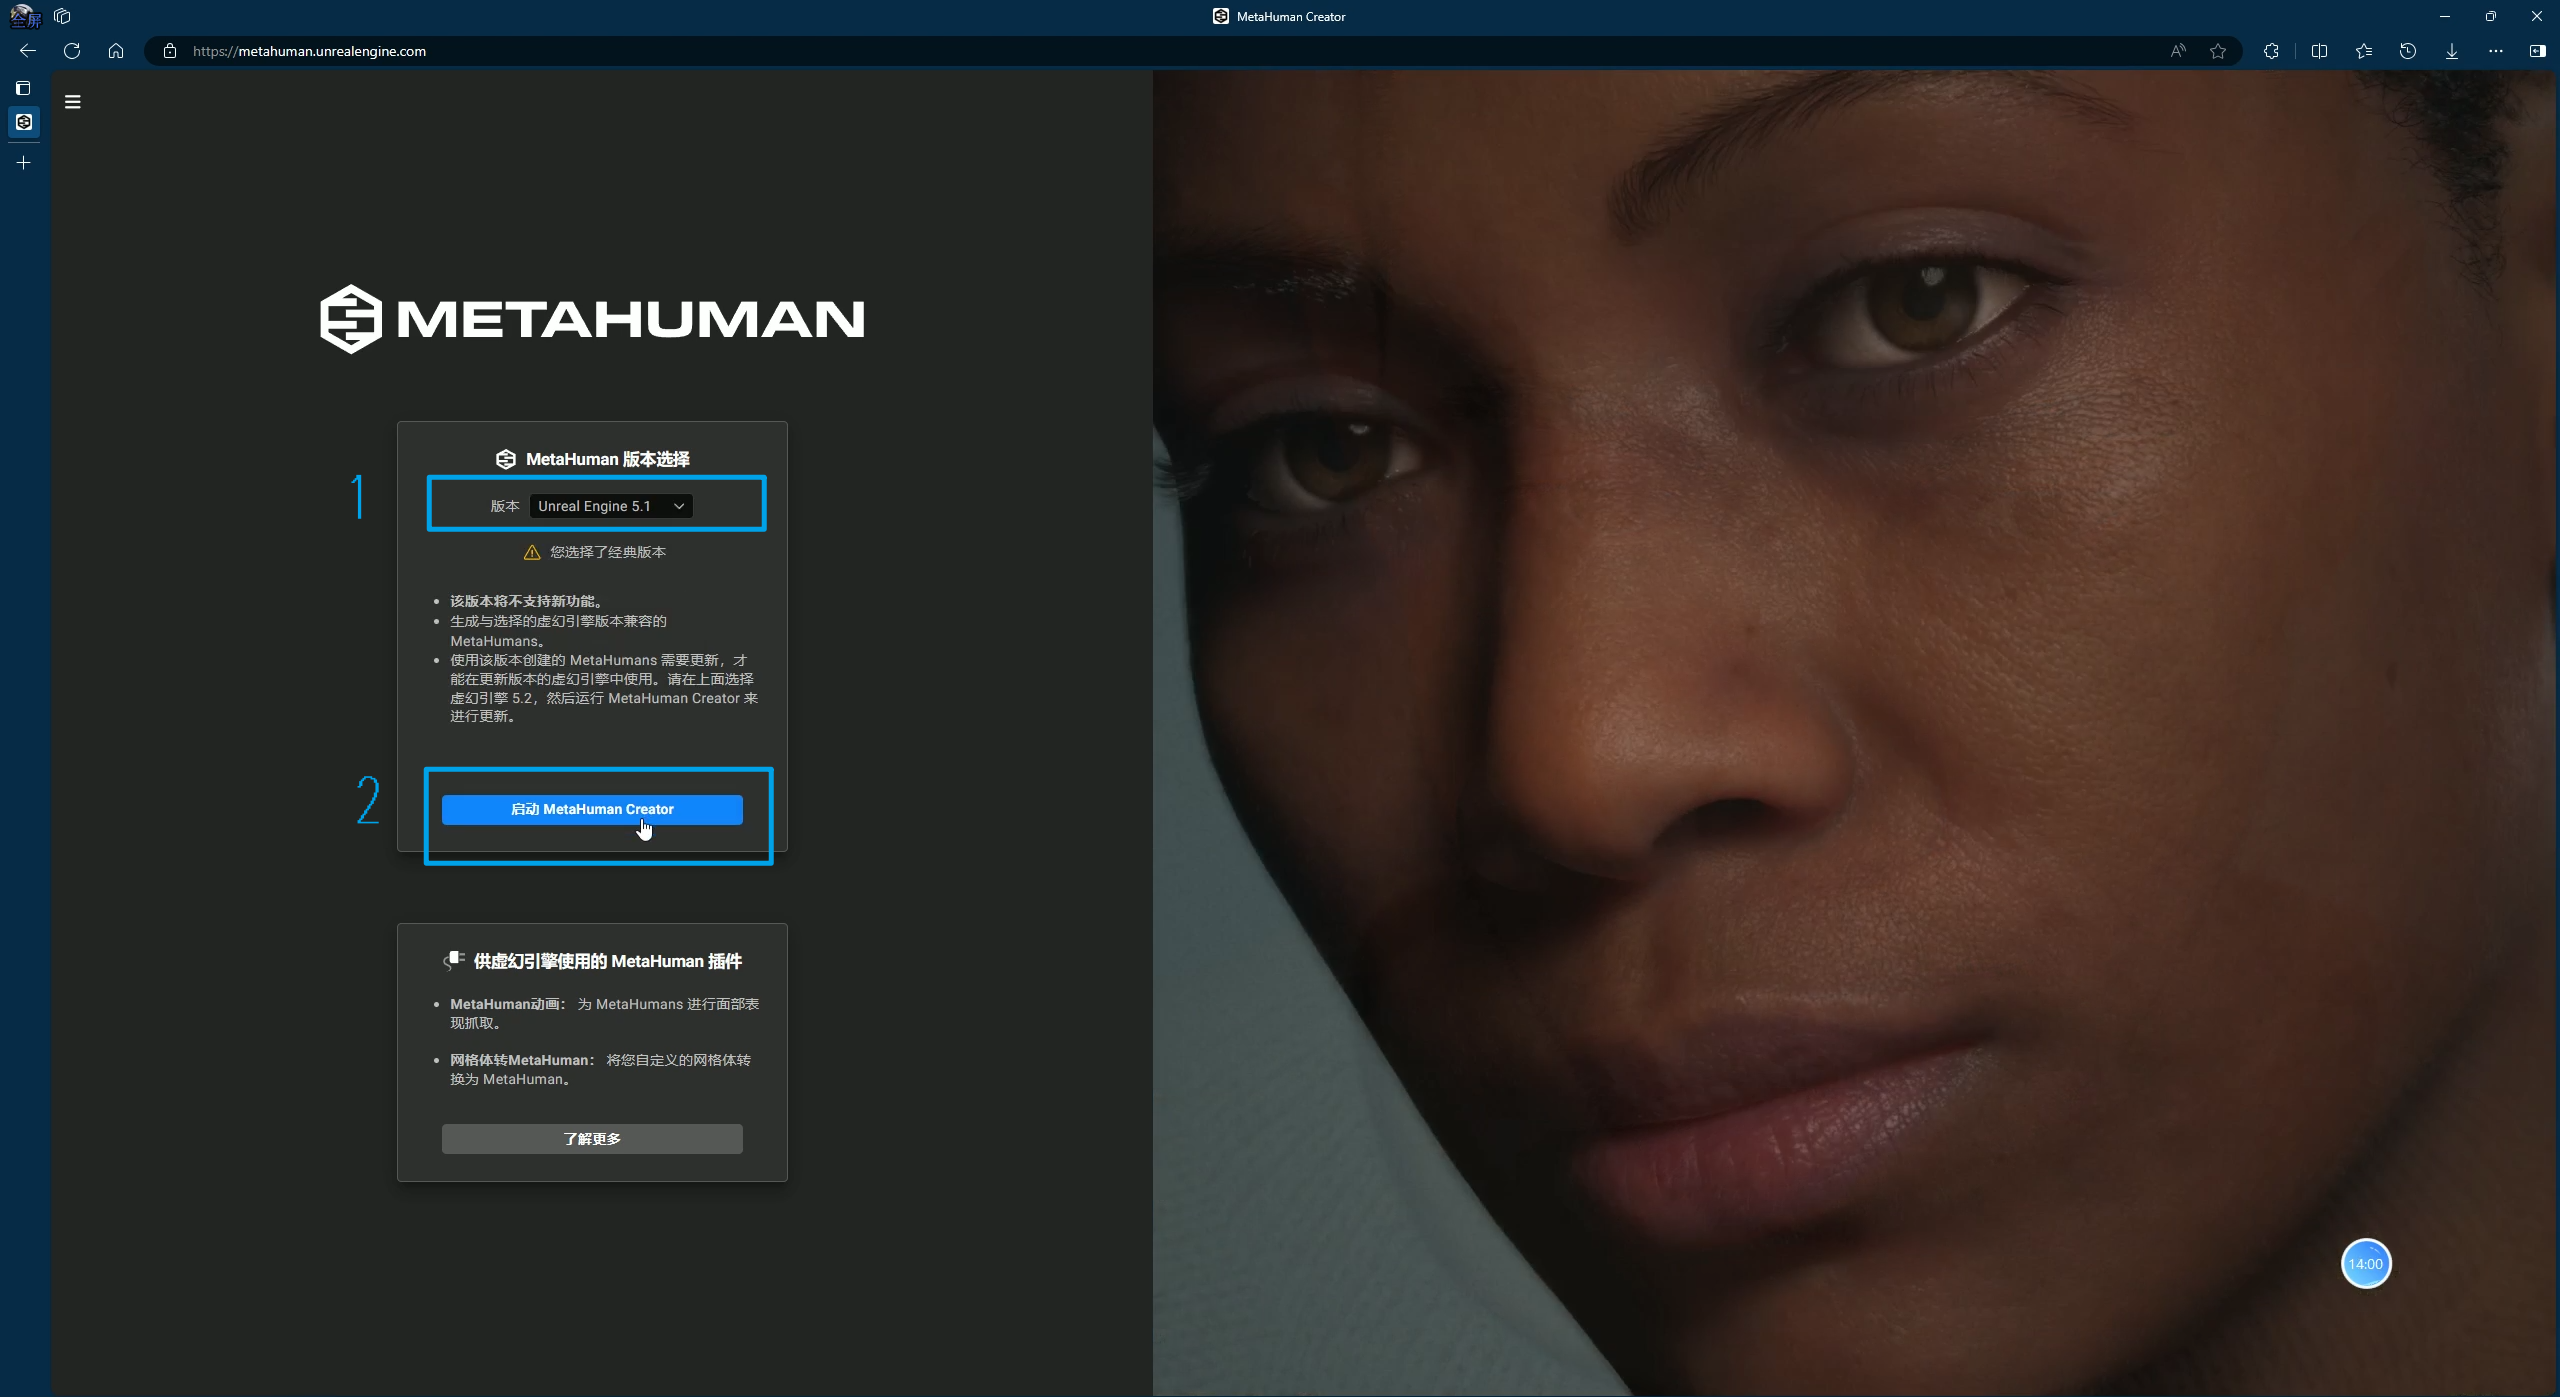 全屏
MetaHuman Creator
https://metahuman.unrealengine.com
METAHUMAN
MetaHuman 版本选择
1
版本 Unreal Engine 5.1
您选择了经典版本
• 该版本将不支持新功能。
• 生成与选择的虚幻引擎版本兼容的
MetaHumans。
• 使用该版本创建的 MetaHumans 需要更新，才
能在更新版本的虚幻引擎中使用。请在上面选择
虚幻引擎 5.2，然后运行 MetaHuman Creator 来
进行更新。
2
启动 MetaHuman Creator
供虚幻引擎使用的 MetaHuman 插件
• MetaHuman动画： 为 MetaHumans 进行面部表
现抓取。
• 网格体转MetaHuman： 将您自定义的网格体转
换为 MetaHuman。
了解更多
14:00